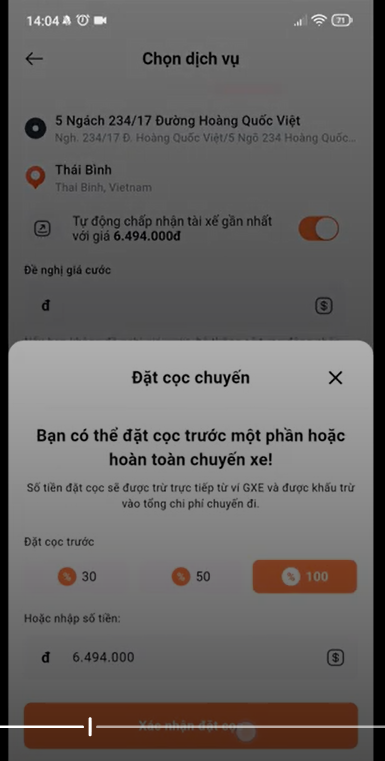 14:04
71
Chọn dịch vụ
5 Ngách 234/17 Đường Hoàng Quốc Việt
Ngh. 234/17 Đ. Hoàng Quốc Việt/5 Ngõ 234 Hoàng Quốc...
Thái Bình
Thai Binh, Vietnam
Tự động chấp nhận tài xế gần nhất
với giá 6.494.000đ
Đề nghị giá cước
đ
Đặt cọc chuyến
Bạn có thể đặt cọc trước một phần hoặc
hoàn toàn chuyến xe!
Số tiền đặt cọc sẽ được trừ trực tiếp từ ví GXE và được khấu trừ
vào tổng chi phí chuyến đi.
Đặt cọc trước
% 30 % 50 % 100
Hoặc nhập số tiền:
đ 6.494.000 $
Xác nhận đặt cọc